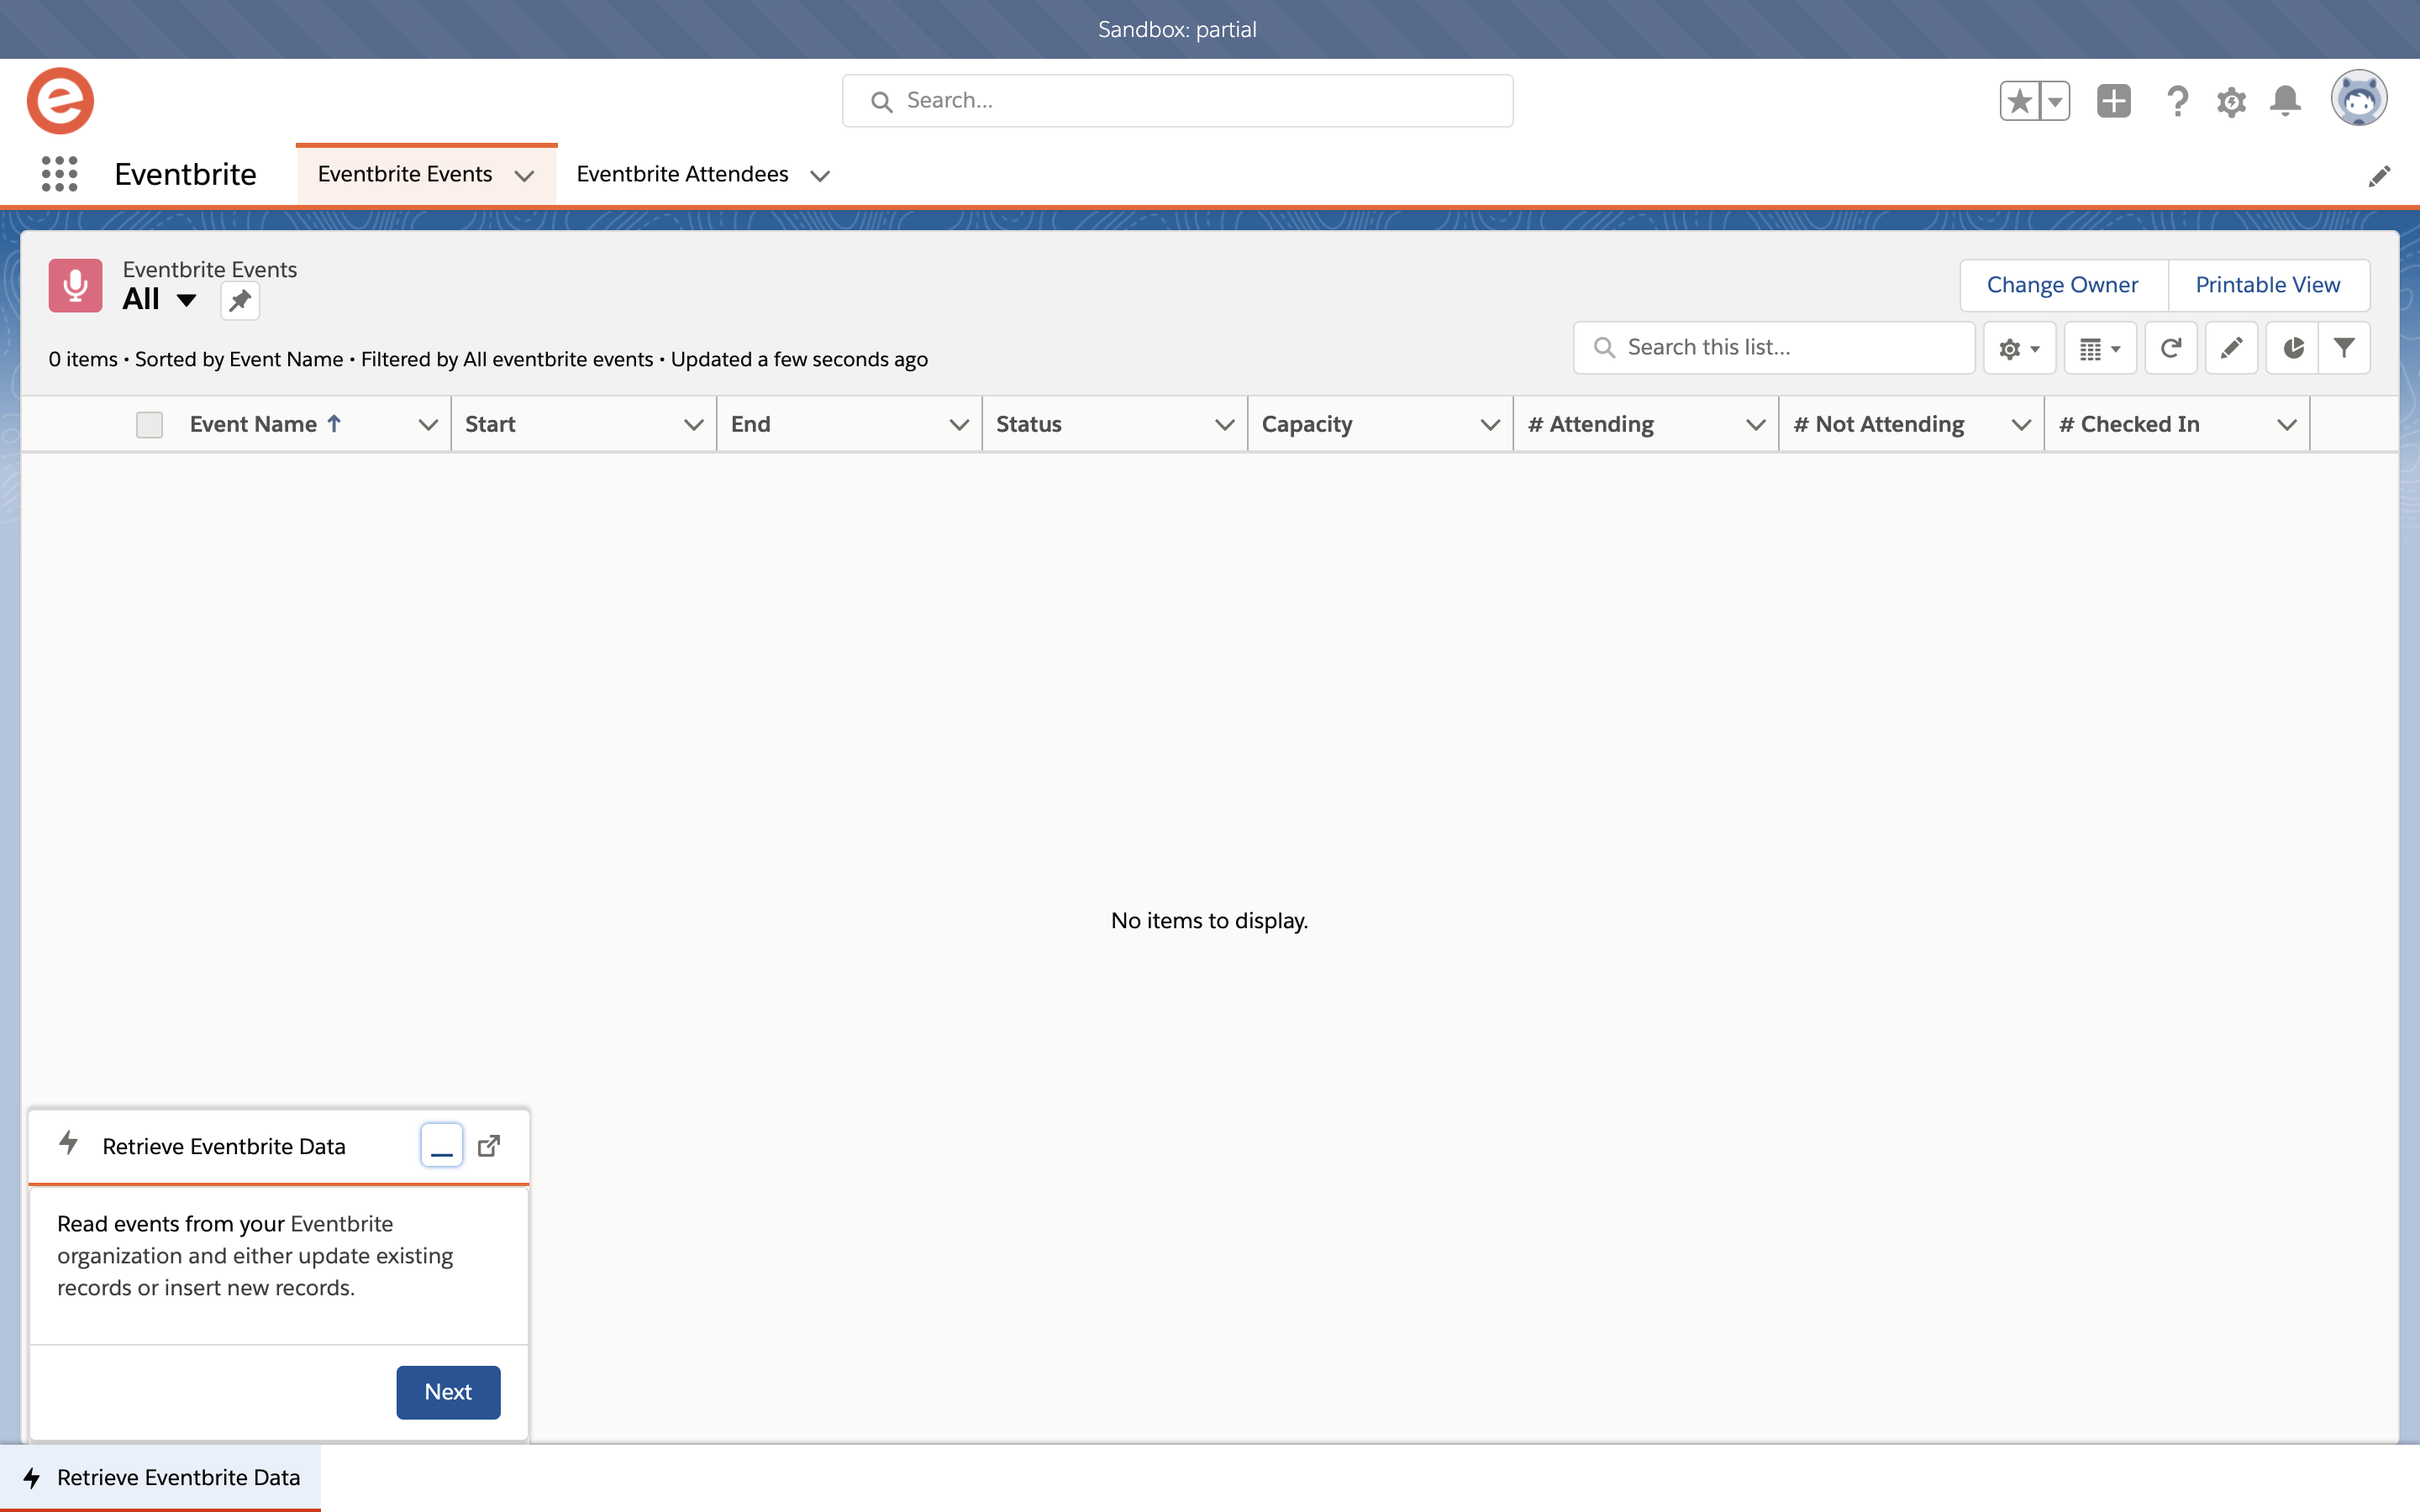 Sandbox: partial
Search...
Eventbrite
Eventbrite Events
Eventbrite Attendees
Eventbrite Events
All
Change Owner
Printable View
0 items • Sorted by Event Name • Filtered by All eventbrite events • Updated a few seconds ago
Search this list...
Event Name
Start
End
Status
Capacity
# Attending
# Not Attending
# Checked In
No items to display.
Retrieve Eventbrite Data
Read events from your Eventbrite
organization and either update existing
records or insert new records.
Next
Retrieve Eventbrite Data